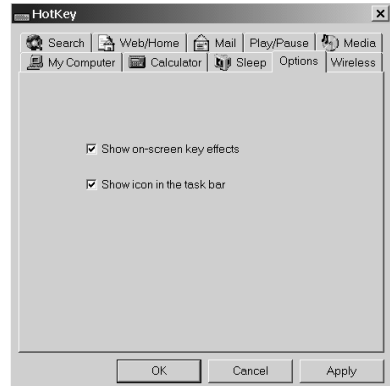 HotKey
Search Web/Home Mail Play/Pause Media
My Computer Calculator Sleep Options Wireless
Show on-screen key effects
Show icon in the task bar
OK Cancel Apply